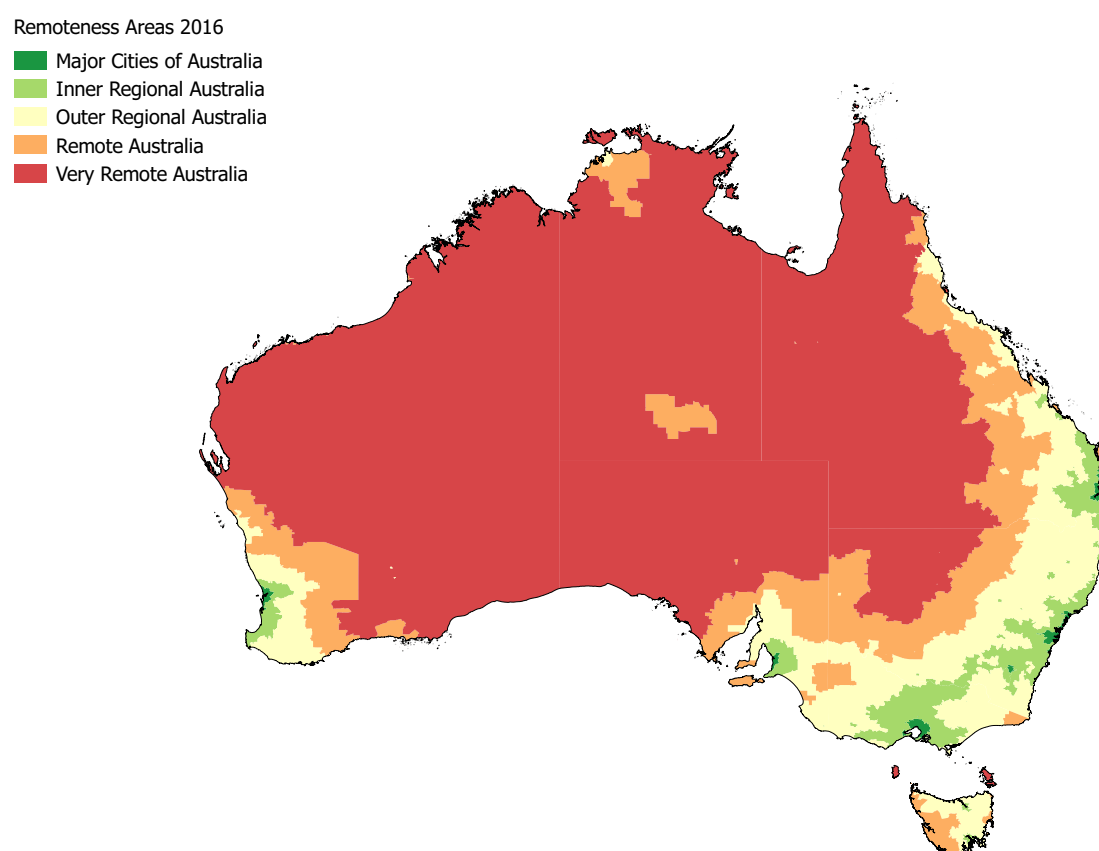 Remoteness Areas 2016
Major Cities of Australia
Inner Regional Australia
Outer Regional Australia
Remote Australia
Very Remote Australia